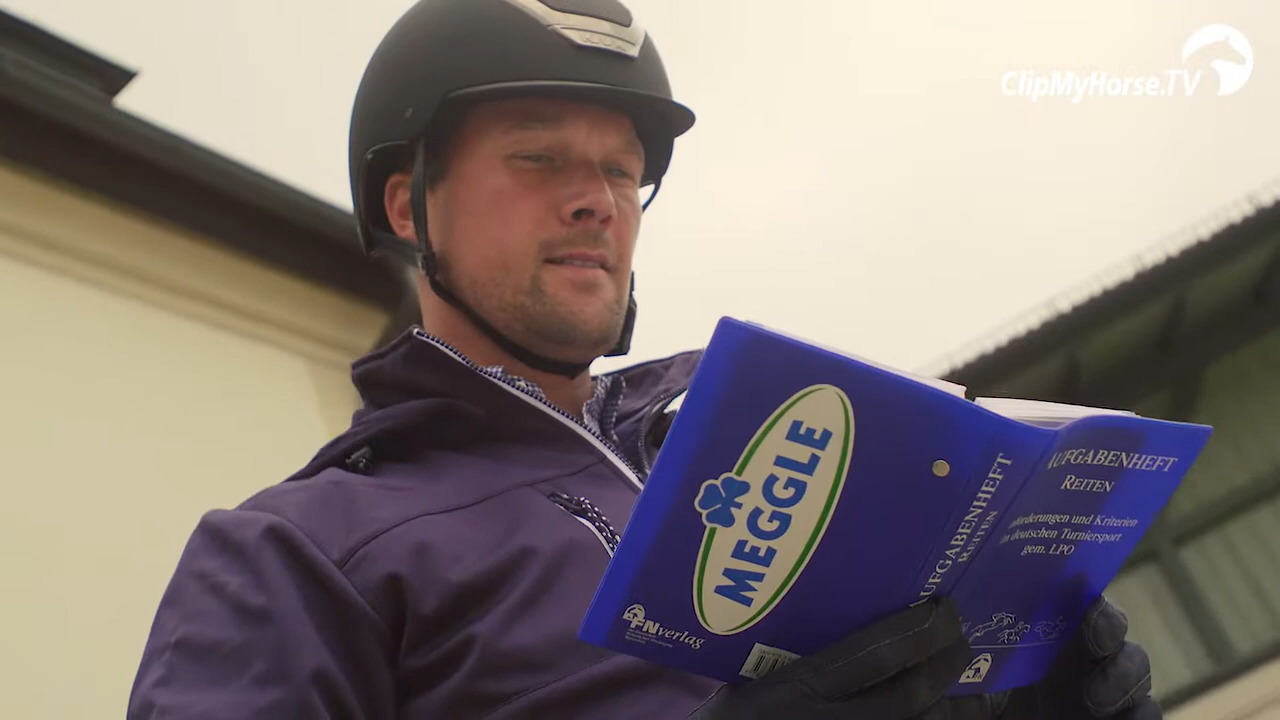 ClipMyHorse.TV
MEGGLE
FNverlag
AUFGABENHEFT
REITEN
AUFGABENHEFT
REITEN
Anforderungen und Kriterien
im deutschen Turniersport
gem. LPO